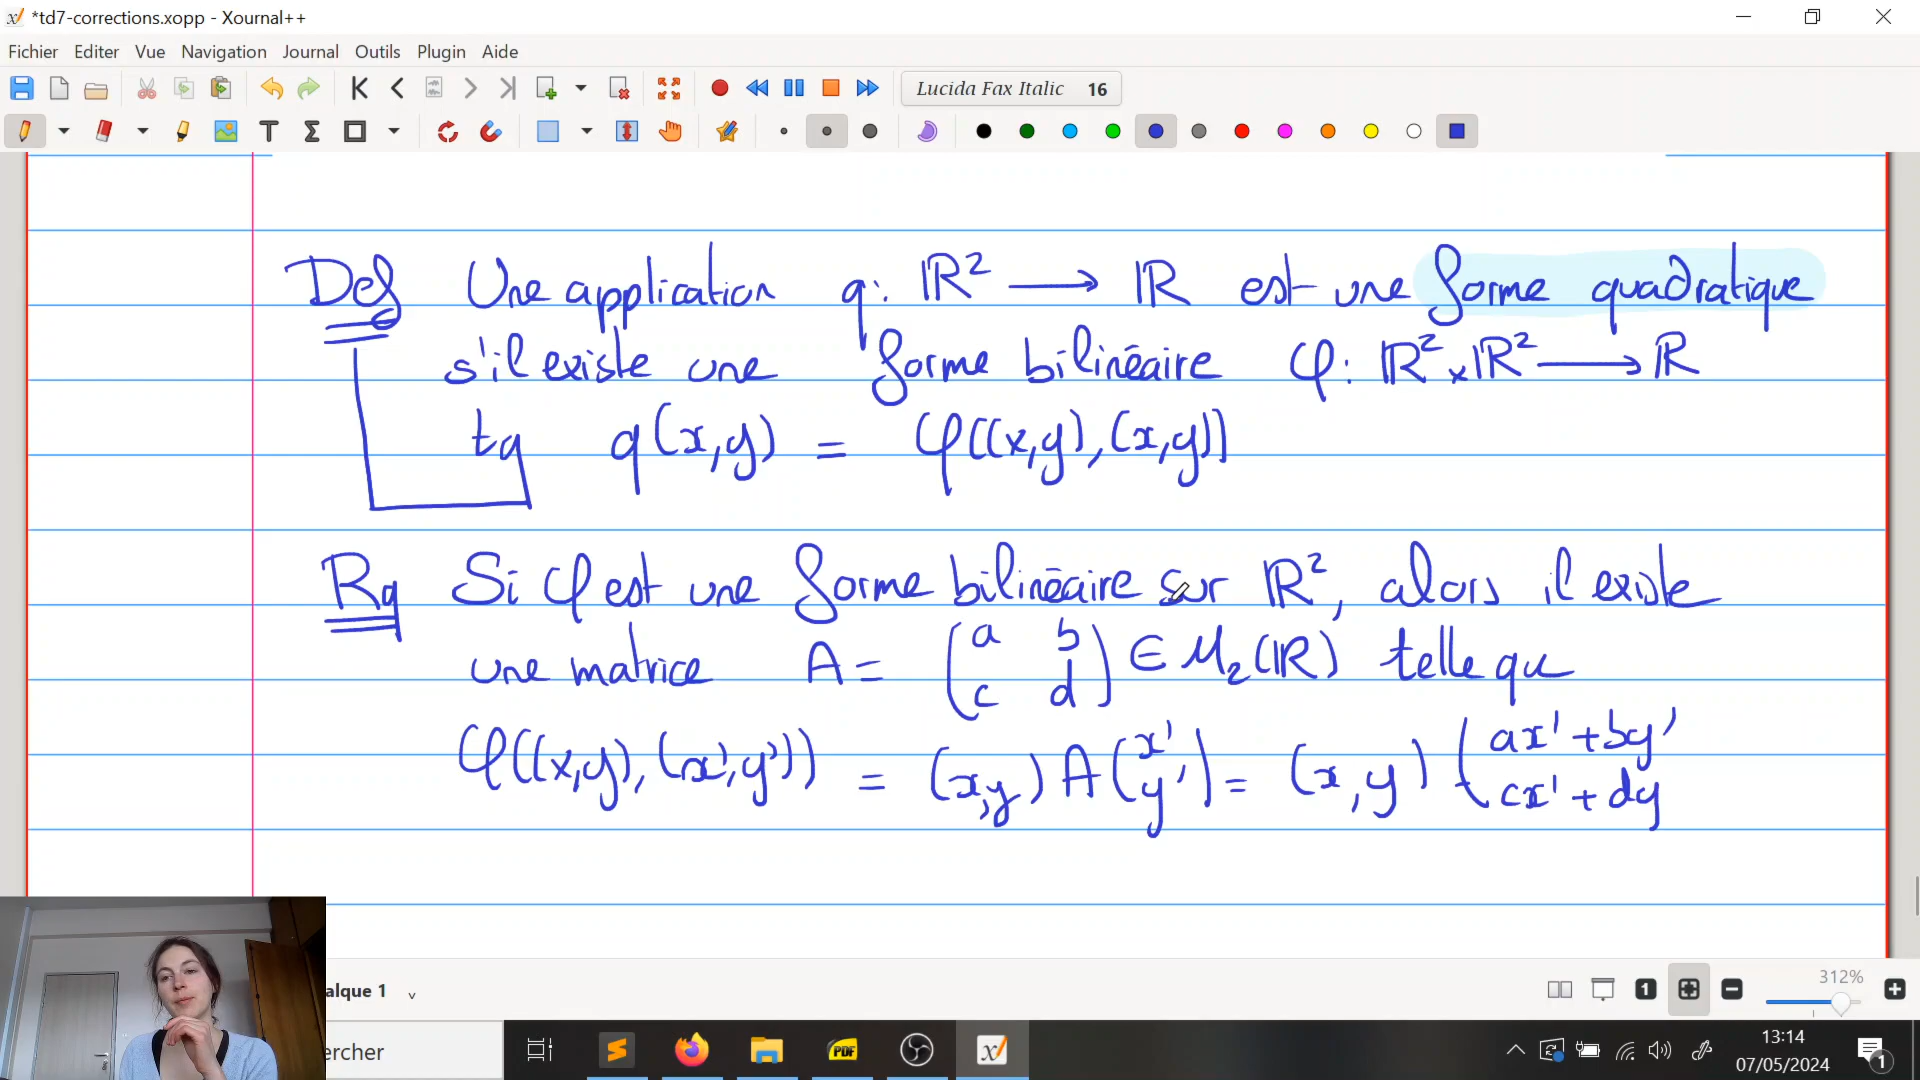 *td7-corrections.xopp - Xournal++
Fichier Editer Vue Navigation Journal Outils Plugin Aide
Lucida Fax Italic 16
Def Une application q: ℝ² ⟶ ℝ est une forme quadratique
s'il existe une forme bilinéaire φ: ℝ²×ℝ² ⟶ ℝ
tq q(x,y) = φ((x,y),(x,y))
Rq Si φ est une forme bilinéaire sur ℝ², alors il existe
une matrice A = (a b
c d) ∈ M₂(ℝ) telle que
φ((x,y),(x',y')) = (x,y) A (x'
y') = (x,y) (ax'+by'
cx'+dy
alque 1
312%
ercher
PDF
13:14
07/05/2024
1